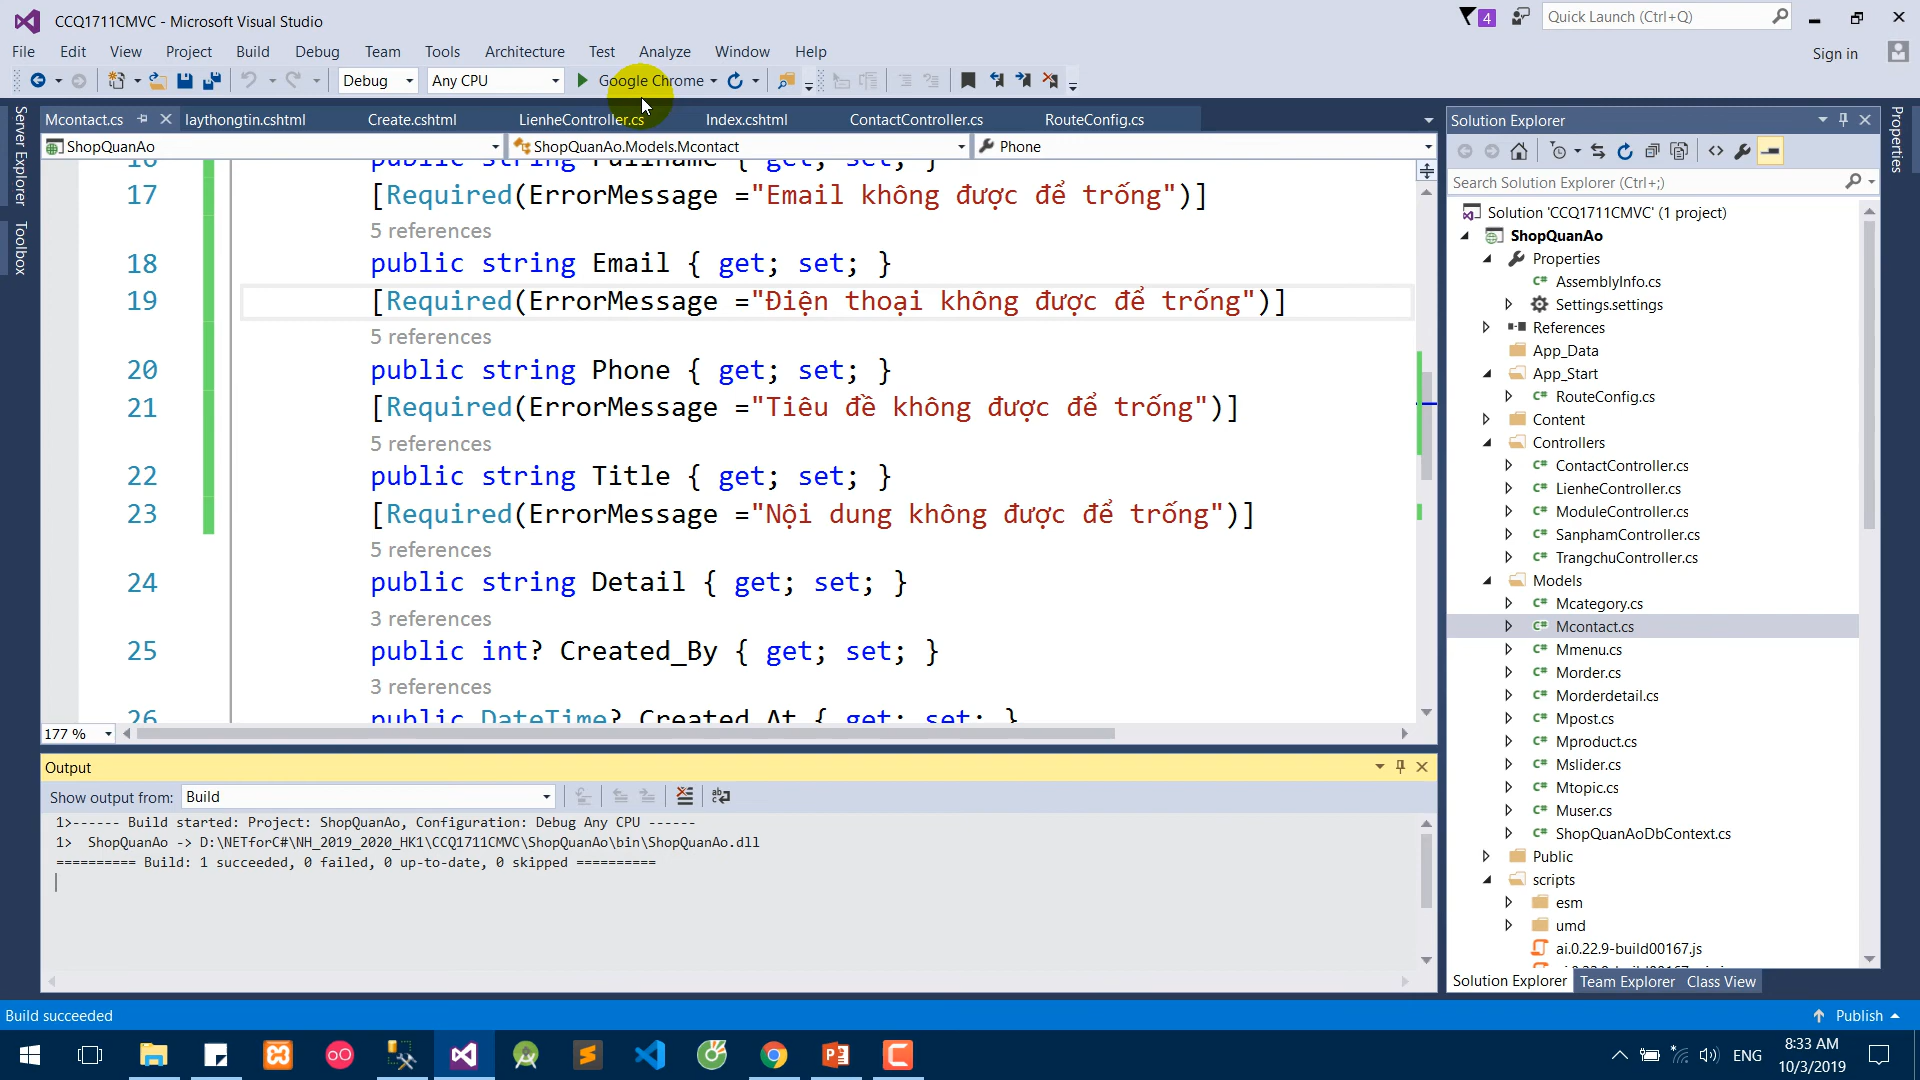 CCQ1711CMVC - Microsoft Visual Studio
4
Quick Launch (Ctrl+Q)
File Edit View Project Build Debug Team Tools Architecture Test Analyze Window Help
Sign in
Debug Any CPU Google Chrome
Server Explorer
Toolbox
Mcontact.cs laythongtin.cshtml Create.cshtml LienheController.cs Index.cshtml ContactController.cs RouteConfig.cs
ShopQuanAo ShopQuanAo.Models.Mcontact Phone
16 public string Fullname { get; set; }
17 [Required(ErrorMessage ="Email không được để trống")]
5 references
18 public string Email { get; set; }
19 [Required(ErrorMessage ="Điện thoại không được để trống")]
5 references
20 public string Phone { get; set; }
21 [Required(ErrorMessage ="Tiêu đề không được để trống")]
5 references
22 public string Title { get; set; }
23 [Required(ErrorMessage ="Nội dung không được để trống")]
5 references
24 public string Detail { get; set; }
3 references
25 public int? Created_By { get; set; }
3 references
26 public DateTime? Created_At { get; set; }
177 %
Output
Show output from: Build
1>------ Build started: Project: ShopQuanAo, Configuration: Debug Any CPU ------
1> ShopQuanAo -> D:\NETforC#\NH_2019_2020_HK1\CCQ1711CMVC\ShopQuanAo\bin\ShopQuanAo.dll
========== Build: 1 succeeded, 0 failed, 0 up-to-date, 0 skipped ==========
Solution Explorer
Search Solution Explorer (Ctrl+;)
Solution 'CCQ1711CMVC' (1 project)
ShopQuanAo
Properties
AssemblyInfo.cs
Settings.settings
References
App_Data
App_Start
RouteConfig.cs
Content
Controllers
ContactController.cs
LienheController.cs
ModuleController.cs
SanphamController.cs
TrangchuController.cs
Models
Mcategory.cs
Mcontact.cs
Mmenu.cs
Morder.cs
Morderdetail.cs
Mpost.cs
Mproduct.cs
Mslider.cs
Mtopic.cs
Muser.cs
ShopQuanAoDbContext.cs
Public
scripts
esm
umd
ai.0.22.9-build00167.js
Solution Explorer Team Explorer Class View
Properties
Build succeeded
Publish
ENG
8:33 AM
10/3/2019